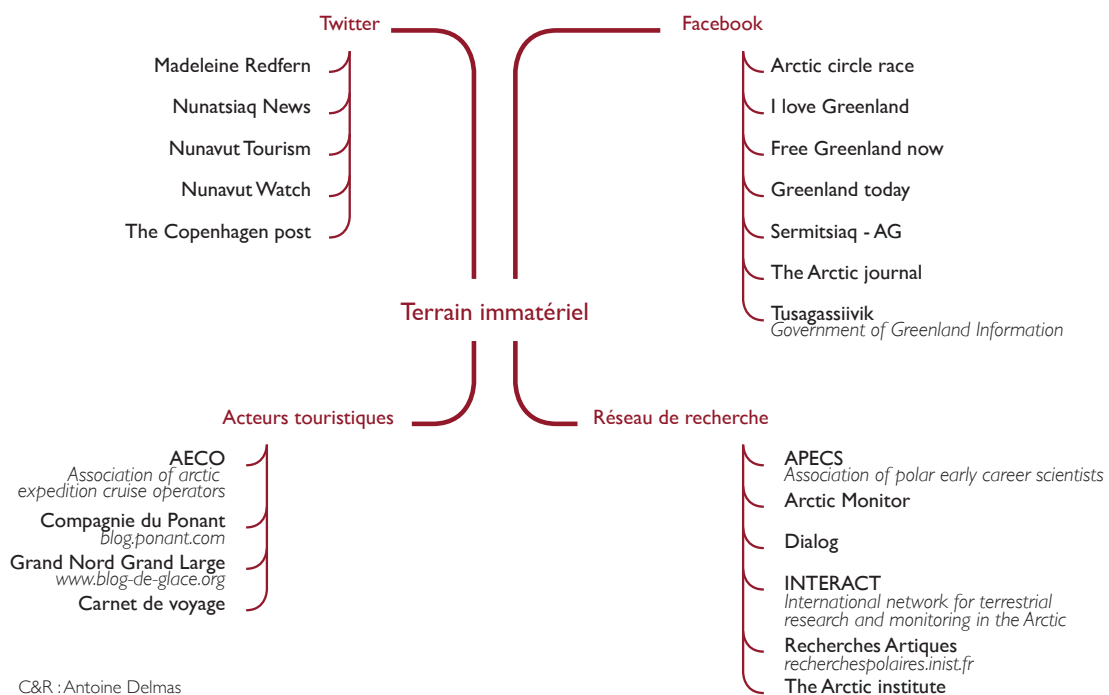 Twitter
Madeleine Redfern
Nunatsiaq News
Nunavut Tourism
Nunavut Watch
The Copenhagen post
Facebook
Arctic circle race
I love Greenland
Free Greenland now
Greenland today
Sermitsiaq - AG
The Arctic journal
Tusagassiivik
Government of Greenland Information
Terrain immatériel
Acteurs touristiques
AECO
Association of arctic
expedition cruise operators
Compagnie du Ponant
blog.ponant.com
Grand Nord Grand Large
www.blog-de-glace.org
Carnet de voyage
Réseau de recherche
APECS
Association of polar early career scientists
Arctic Monitor
Dialog
INTERACT
International network for terrestrial
research and monitoring in the Arctic
Recherches Artiques
recherchespolaires.inist.fr
The Arctic institute
C&R : Antoine Delmas